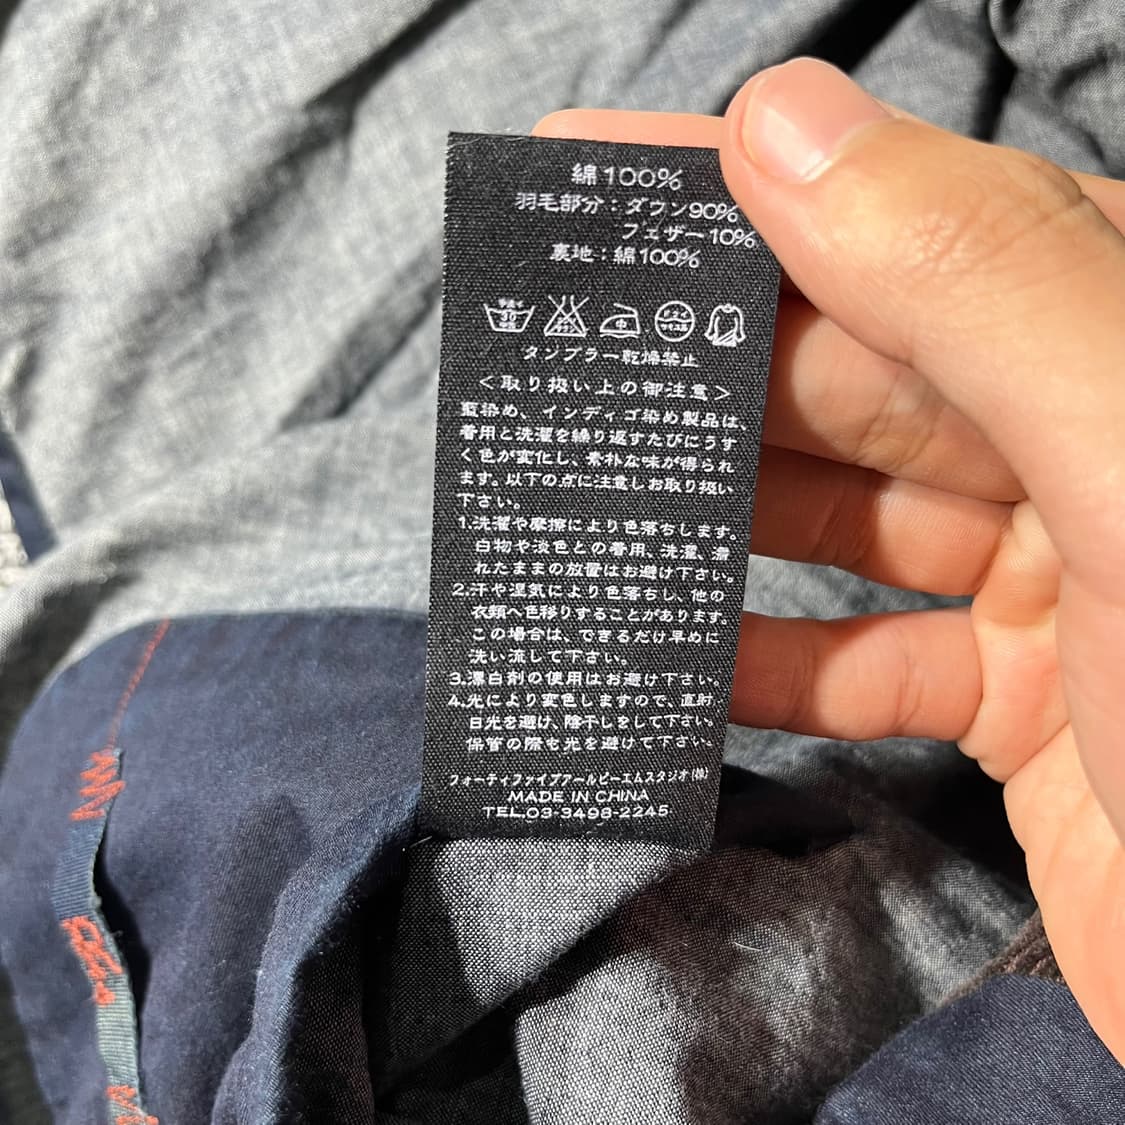 綿100%
羽毛部分：ダウン90%
フェザー10%
裏地：綿100%
30
中
タンブラー乾燥禁止
＜取り扱い上の御注意＞
藍染め、インディゴ染め製品は、
着用と洗濯を繰り返すたびにうす
く色が変化し、素朴な味が得られ
ます。以下の点に注意しお取り扱い
下さい。
1.洗濯や摩擦により色落ちします。
白物や淡色との着用、洗濯、濡
れたままの放置はお避け下さい。
2.汗や湿気により色落ちし、他の
衣類へ色移りすることがあります。
この場合は、できるだけ早めに
洗い流して下さい。
3.漂白剤の使用はお避け下さい。
4.光により変色しますので、直射
日光を避け、陰干しをして下さい。
保管の際も光を避けて下さい。
フォーティファイブアールピーエムスタジオ(株)
MADE IN CHINA
TEL.03-3498-2245